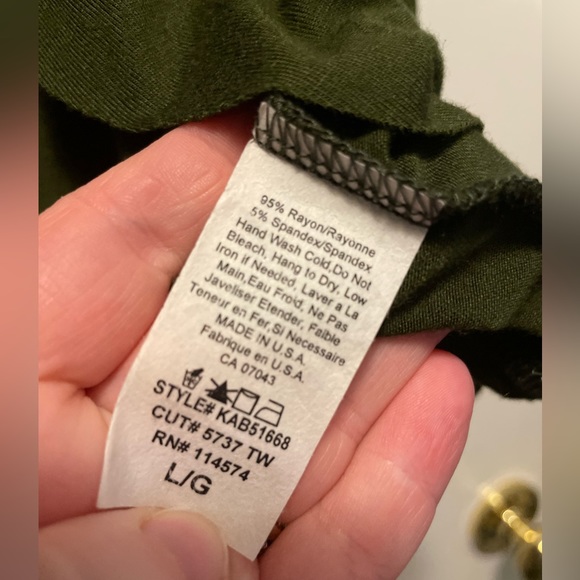 95% Rayon/Rayonne
5% Spandex/Spandex
Hand Wash Cold,Do Not
Bleach, Hang to Dry, Low
Iron if Needed, Laver a La
Main,Eau Froid, Ne Pas
Javeliser Etender, Faible
Teneur en Fer,Si Necessaire
MADE IN U.S.A.
Fabrique en U.S.A.
CA 07043
STYLE# KAB51668
CUT# 5737 TW
RN# 114574
L/G